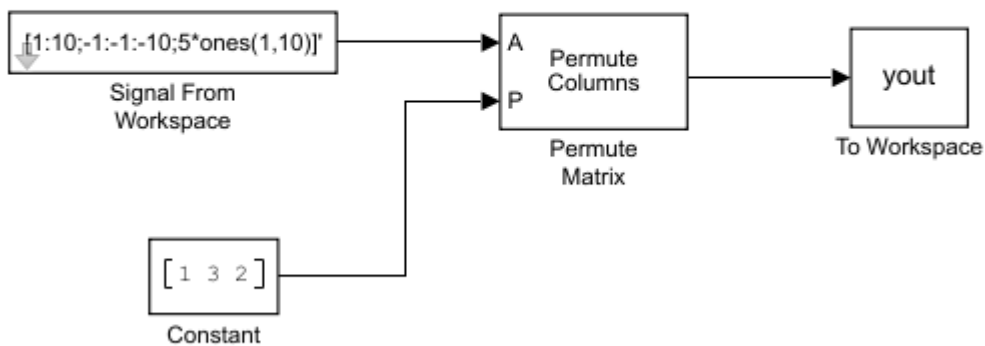 [1:10;-1:-1:-10;5*ones(1,10)]'
Signal From
Workspace
A
P
Permute
Columns
Permute
Matrix
yout
To Workspace
[1 3 2]
Constant